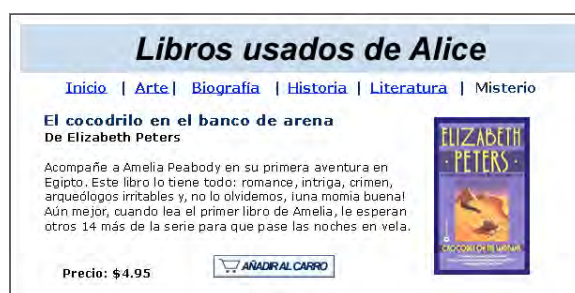 Libros usados de Alice
Inicio | Arte | Biografía | Historia | Literatura | Misterio
El cocodrilo en el banco de arena
De Elizabeth Peters
Acompañe a Amelia Peabody en su primera aventura en
Egipto. Este libro lo tiene todo: romance, intriga, crimen,
arqueólogos irritables y, no lo olvidemos, ¡una momia buena!
Aún mejor, cuando lea el primer libro de Amelia, le esperan
otros 14 más de la serie para que pase las noches en vela.
Precio: $4.95
AÑADIR AL CARRO
ELIZABETH
PETERS
CROCODILE ON THE SANDBANK